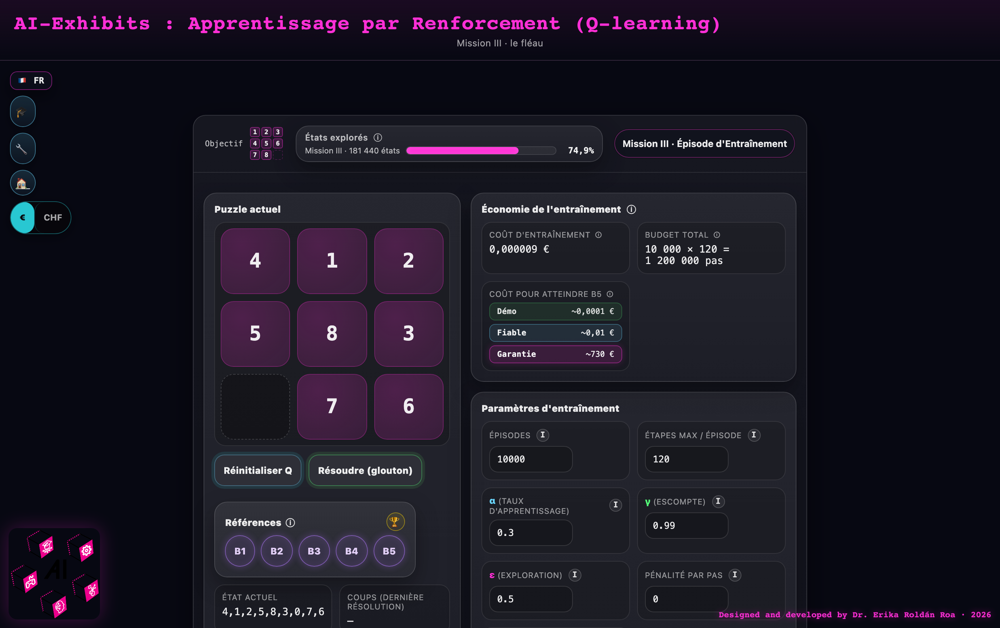 AI-Exhibits : Apprentissage par Renforcement (Q-learning)
Mission III · le fléau
FR
€ CHF
Objectif
1 2 3
4 5 6
7 8
États explorés
Mission III · 181 440 états 74,9%
Mission III · Épisode d'Entraînement
Puzzle actuel
4 1 2
5 8 3
7 6
Réinitialiser Q
Résoudre (glouton)
Références
B1 B2 B3 B4 B5
ÉTAT ACTUEL
4,1,2,5,8,3,0,7,6
COUPS (DERNIÈRE
RÉSOLUTION)
—
Économie de l'entraînement
COÛT D'ENTRAÎNEMENT
0,000009 €
BUDGET TOTAL
10 000 × 120 =
1 200 000 pas
COÛT POUR ATTEINDRE B5
Démo ~0,0001 €
Fiable ~0,01 €
Garantie ~730 €
Paramètres d'entraînement
ÉPISODES I
10000
ÉTAPES MAX / ÉPISODE I
120
α (TAUX
D'APPRENTISSAGE) I
0.3
γ (ESCOMPTE) I
0.99
ε (EXPLORATION) I
0.5
PÉNALITÉ PAR PAS I
0
AI
Designed and developed by Dr. Erika Roldán Roa · 2026